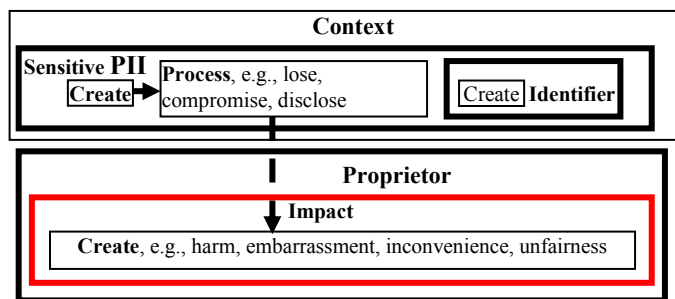 Context
Sensitive PII
Create
Process, e.g., lose,
compromise, disclose
Create Identifier
Proprietor
Impact
Create, e.g., harm, embarrassment, inconvenience, unfairness